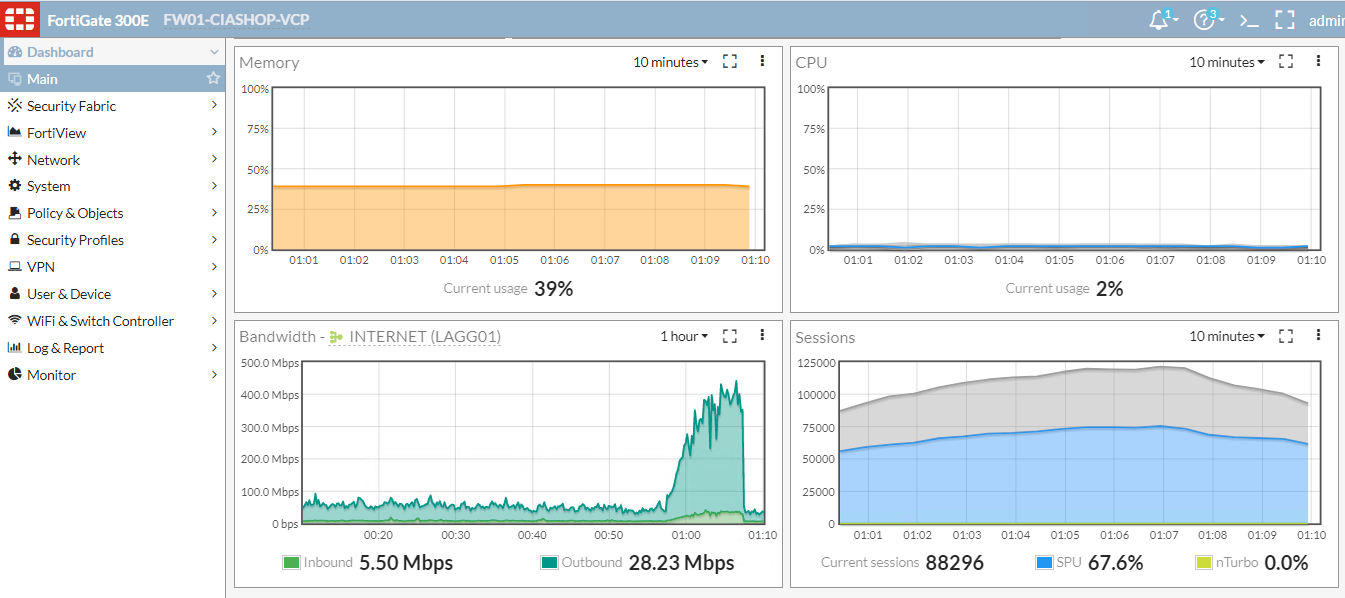 FortiGate 300E FW01-CIASHOP-VCP 1 3 >_ admin
Dashboard
Main
Security Fabric
FortiView
Network
System
Policy & Objects
Security Profiles
VPN
User & Device
WiFi & Switch Controller
Log & Report
Monitor
Memory 10 minutes
100%
75%
50%
25%
0%
01:01 01:02 01:03 01:04 01:05 01:06 01:07 01:08 01:09 01:10
Current usage 39%
CPU 10 minutes
100%
75%
50%
25%
0%
01:01 01:02 01:03 01:04 01:05 01:06 01:07 01:08 01:09 01:10
Current usage 2%
Bandwidth - INTERNET (LAGG01) 1 hour
500.0 Mbps
400.0 Mbps
300.0 Mbps
200.0 Mbps
100.0 Mbps
0 bps
00:20 00:30 00:40 00:50 01:00 01:10
Inbound 5.50 Mbps Outbound 28.23 Mbps
Sessions 10 minutes
125000
100000
75000
50000
25000
0
01:01 01:02 01:03 01:04 01:05 01:06 01:07 01:08 01:09 01:10
Current sessions 88296 SPU 67.6% nTurbo 0.0%